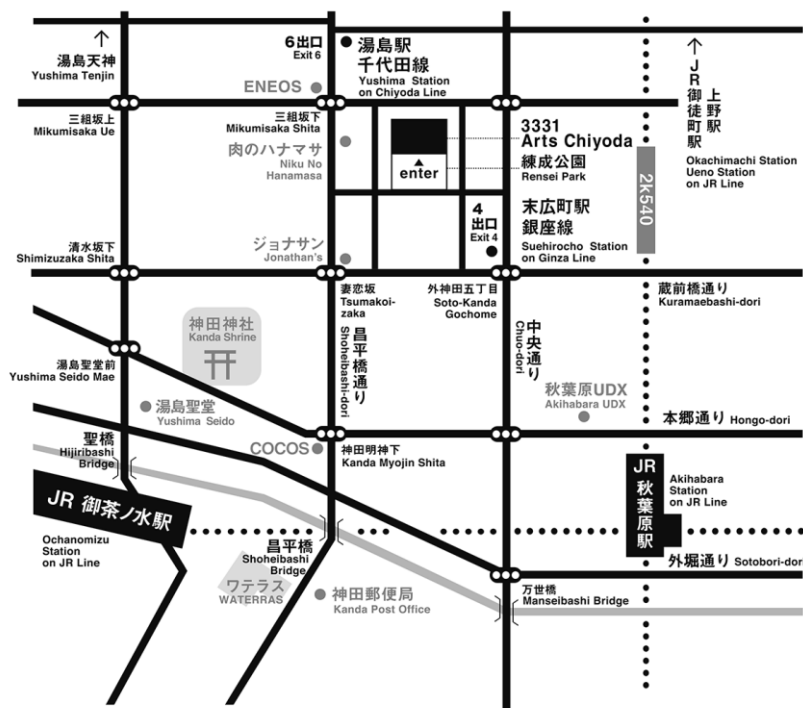 湯島天神
Yushima Tenjin
6出口
Exit 6
湯島駅
千代田線
Yushima Station
on Chiyoda Line
ENEOS
JR御徒町駅
上野駅
Okachimachi Station
Ueno Station
on JR Line
三組坂上
Mikumisaka Ue
三組坂下
Mikumisaka Shita
肉のハナマサ
Niku No
Hanamasa
enter
3331
Arts Chiyoda
練成公園
Rensei Park
2k540
4
出口
Exit 4
末広町駅
銀座線
Suehirocho Station
on Ginza Line
清水坂下
Shimizuzaka Shita
ジョナサン
Jonathan's
妻恋坂
Tsumakoi-
zaka
外神田五丁目
Soto-Kanda
Gochome
蔵前橋通り
Kuramaebashi-dori
神田神社
Kanda Shrine
昌平橋通り
Shoheibashi-dori
中央通り
Chuo-dori
湯島聖堂前
Yushima Seido Mae
湯島聖堂
Yushima Seido
秋葉原UDX
Akihabara UDX
本郷通り Hongo-dori
聖橋
Hijiribashi
Bridge
COCOS
神田明神下
Kanda Myojin Shita
JR 御茶ノ水駅
Ochanomizu
Station
on JR Line
JR
秋葉原駅
Akihabara
Station
on JR Line
昌平橋
Shoheibashi
Bridge
外堀通り Sotobori-dori
ワテラス
WATERRAS
神田郵便局
Kanda Post Office
万世橋
Manseibashi Bridge